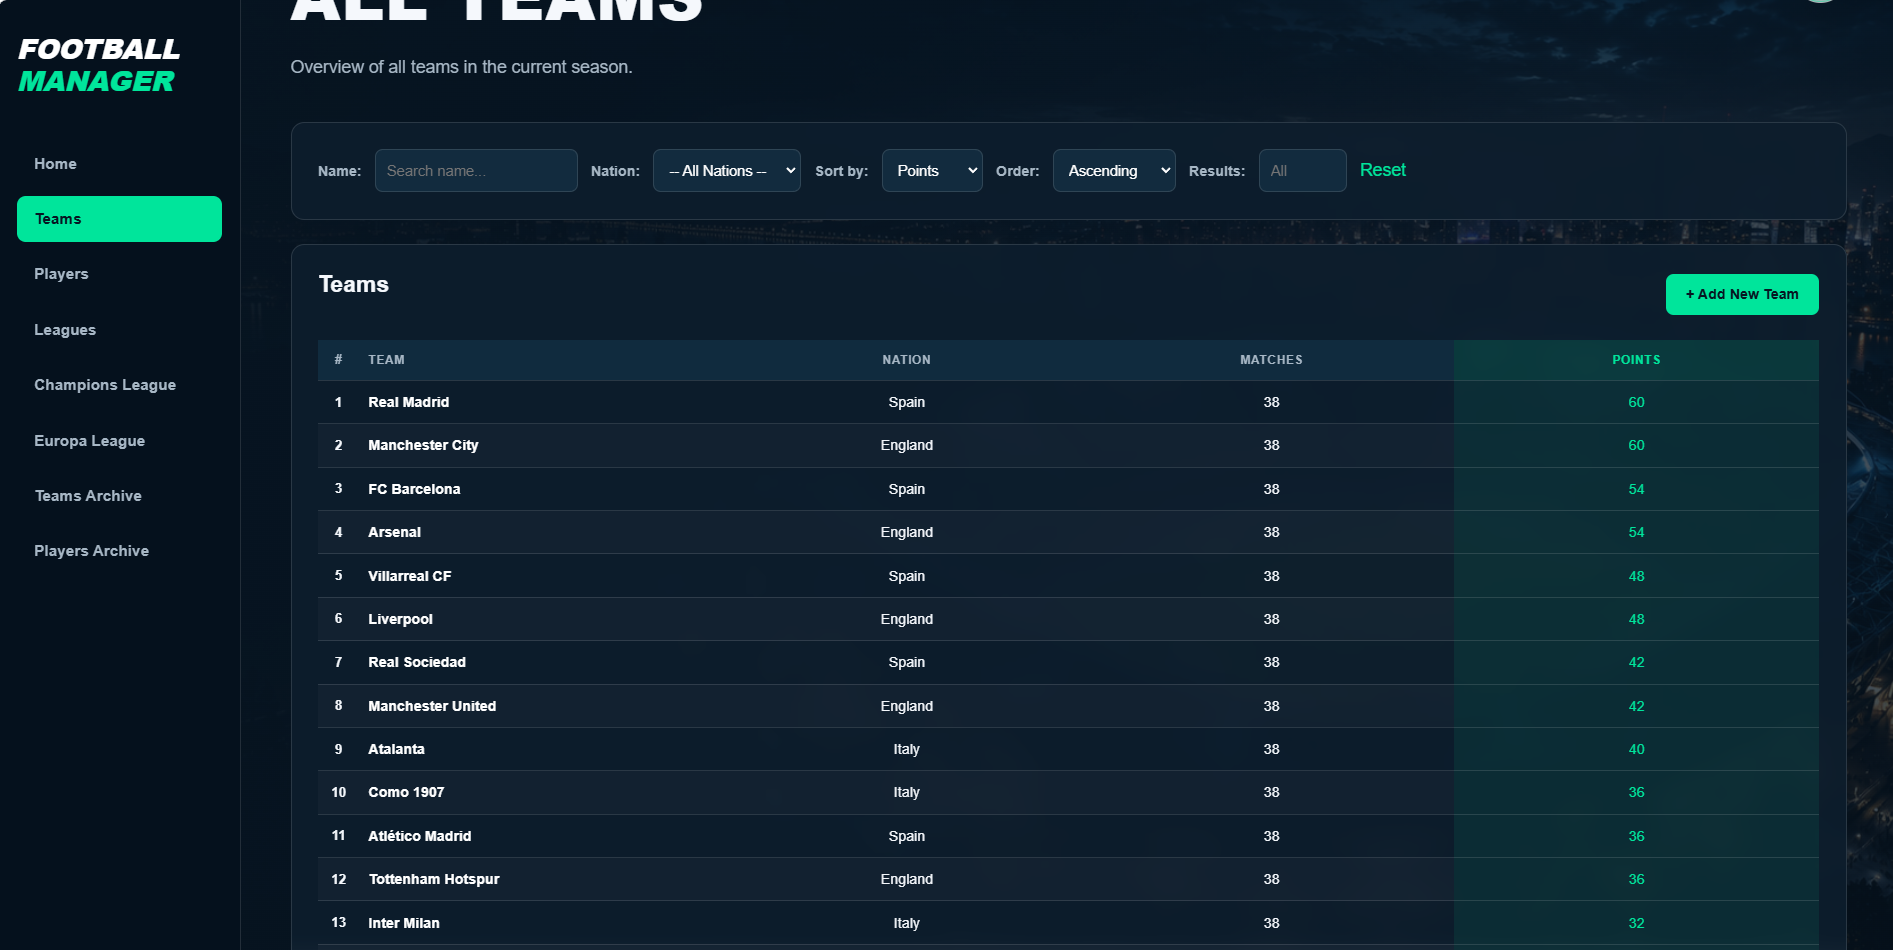 ALL TEAMS
FOOTBALL
MANAGER
Overview of all teams in the current season.
Home
Teams
Players
Leagues
Champions League
Europa League
Teams Archive
Players Archive
Name: Search name... Nation: -- All Nations -- Sort by: Points Order: Ascending Results: All Reset
Teams
+ Add New Team
# TEAM NATION MATCHES POINTS
1 Real Madrid Spain 38 60
2 Manchester City England 38 60
3 FC Barcelona Spain 38 54
4 Arsenal England 38 54
5 Villarreal CF Spain 38 48
6 Liverpool England 38 48
7 Real Sociedad Spain 38 42
8 Manchester United England 38 42
9 Atalanta Italy 38 40
10 Como 1907 Italy 38 36
11 Atlético Madrid Spain 38 36
12 Tottenham Hotspur England 38 36
13 Inter Milan Italy 38 32